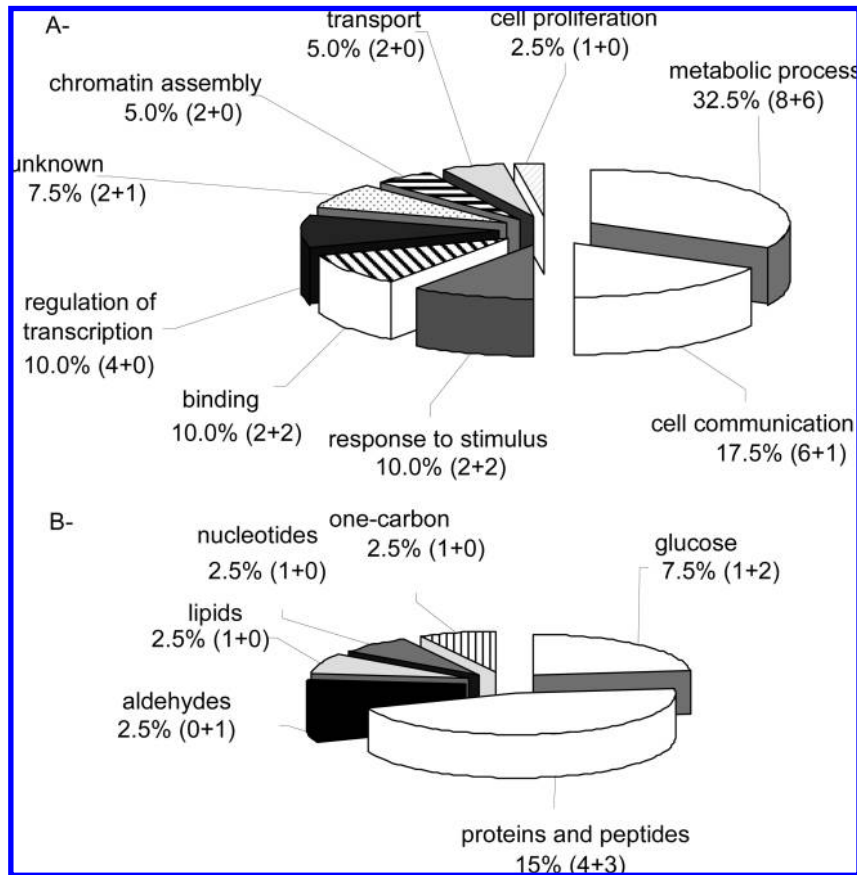 A-
transport
5.0% (2+0)
cell proliferation
2.5% (1+0)
metabolic process
32.5% (8+6)
chromatin assembly
5.0% (2+0)
unknown
7.5% (2+1)
regulation of
transcription
10.0% (4+0)
binding
10.0% (2+2)
response to stimulus
10.0% (2+2)
cell communication
17.5% (6+1)
B-
one-carbon
2.5% (1+0)
nucleotides
2.5% (1+0)
glucose
7.5% (1+2)
lipids
2.5% (1+0)
aldehydes
2.5% (0+1)
proteins and peptides
15% (4+3)